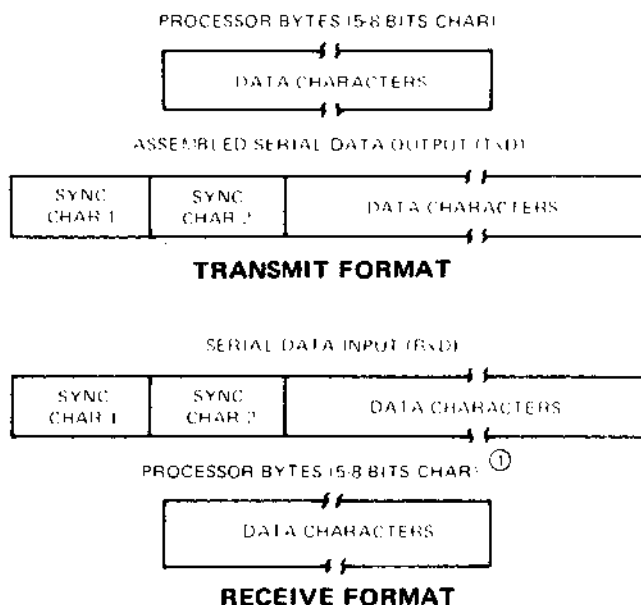 PROCESSOR BYTES (5-8 BITS CHAR)
DATA CHARACTERS
ASSEMBLED SERIAL DATA OUTPUT (TxD)
SYNC CHAR 1
SYNC CHAR 2
DATA CHARACTERS
TRANSMIT FORMAT
SERIAL DATA INPUT (RxD)
SYNC CHAR 1
SYNC CHAR 2
DATA CHARACTERS
PROCESSOR BYTES (5-8 BITS CHAR) ①
DATA CHARACTERS
RECEIVE FORMAT